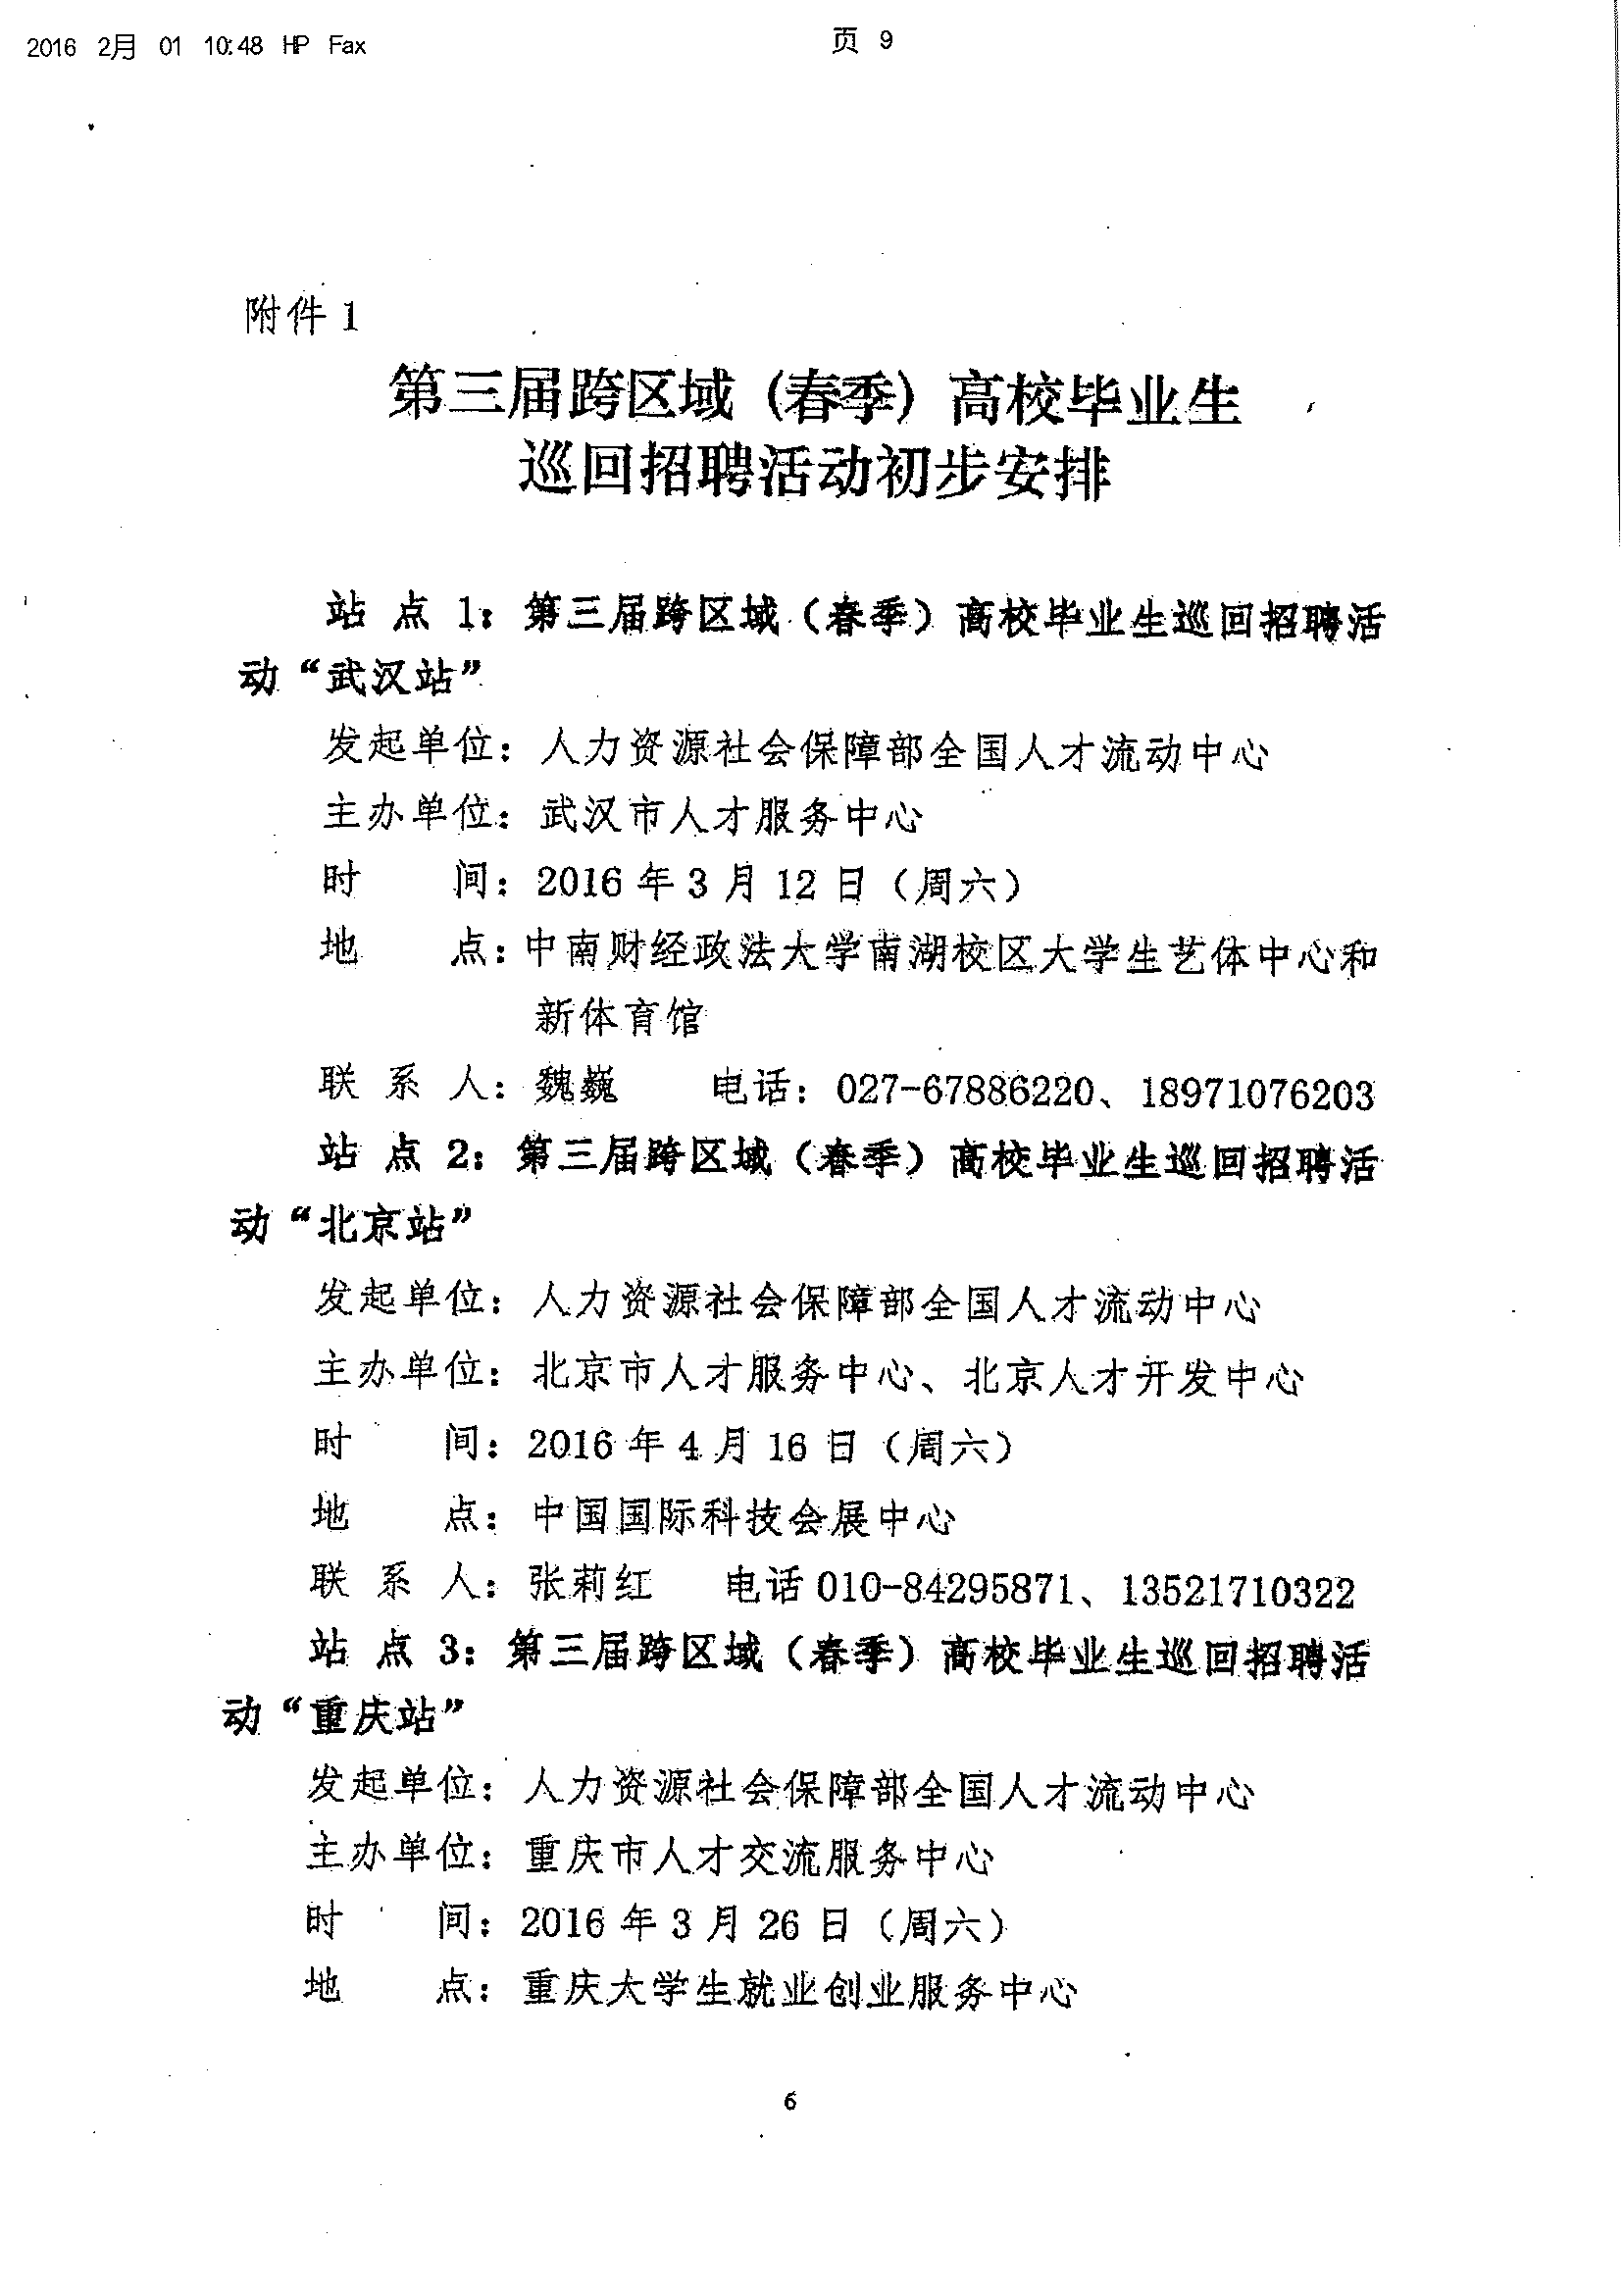 2016 2月 01 10:48 HP Fax 页 9
附件 1
第三届跨区域（春季）高校毕业生
巡回招聘活动初步安排
站 点 1：第三届跨区域（春季）高校毕业生巡回招聘活
动“武汉站”
发起单位：人力资源社会保障部全国人才流动中心
主办单位：武汉市人才服务中心
时 间：2016 年 3 月 12 日（周六）
地 点：中南财经政法大学南湖校区大学生艺体中心和
新体育馆
联 系 人：魏巍 电话：027-67886220、18971076203
站 点 2：第三届跨区域（春季）高校毕业生巡回招聘活
动“北京站”
发起单位：人力资源社会保障部全国人才流动中心
主办单位：北京市人才服务中心、北京人才开发中心
时 间：2016 年 4 月 16 日（周六）
地 点：中国国际科技会展中心
联 系 人：张莉红 电话 010-84295871、13521710322
站 点 3：第三届跨区域（春季）高校毕业生巡回招聘活
动“重庆站”
发起单位：人力资源社会保障部全国人才流动中心
主办单位：重庆市人才交流服务中心
时 间：2016 年 3 月 26 日（周六）
地 点：重庆大学生就业创业服务中心
6